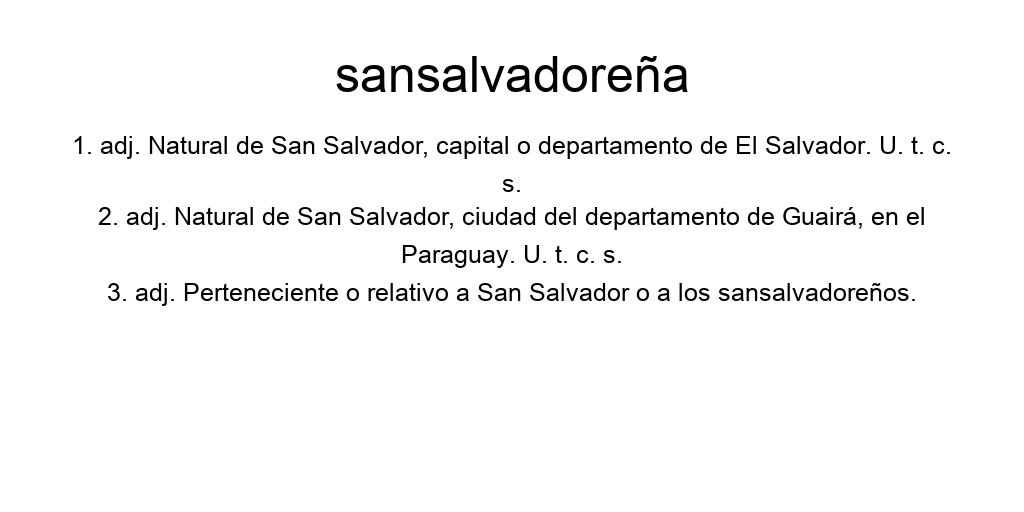 sansalvadoreña
1. adj. Natural de San Salvador, capital o departamento de El Salvador. U. t. c.
s.
2. adj. Natural de San Salvador, ciudad del departamento de Guairá, en el
Paraguay. U. t. c. s.
3. adj. Perteneciente o relativo a San Salvador o a los sansalvadoreños.